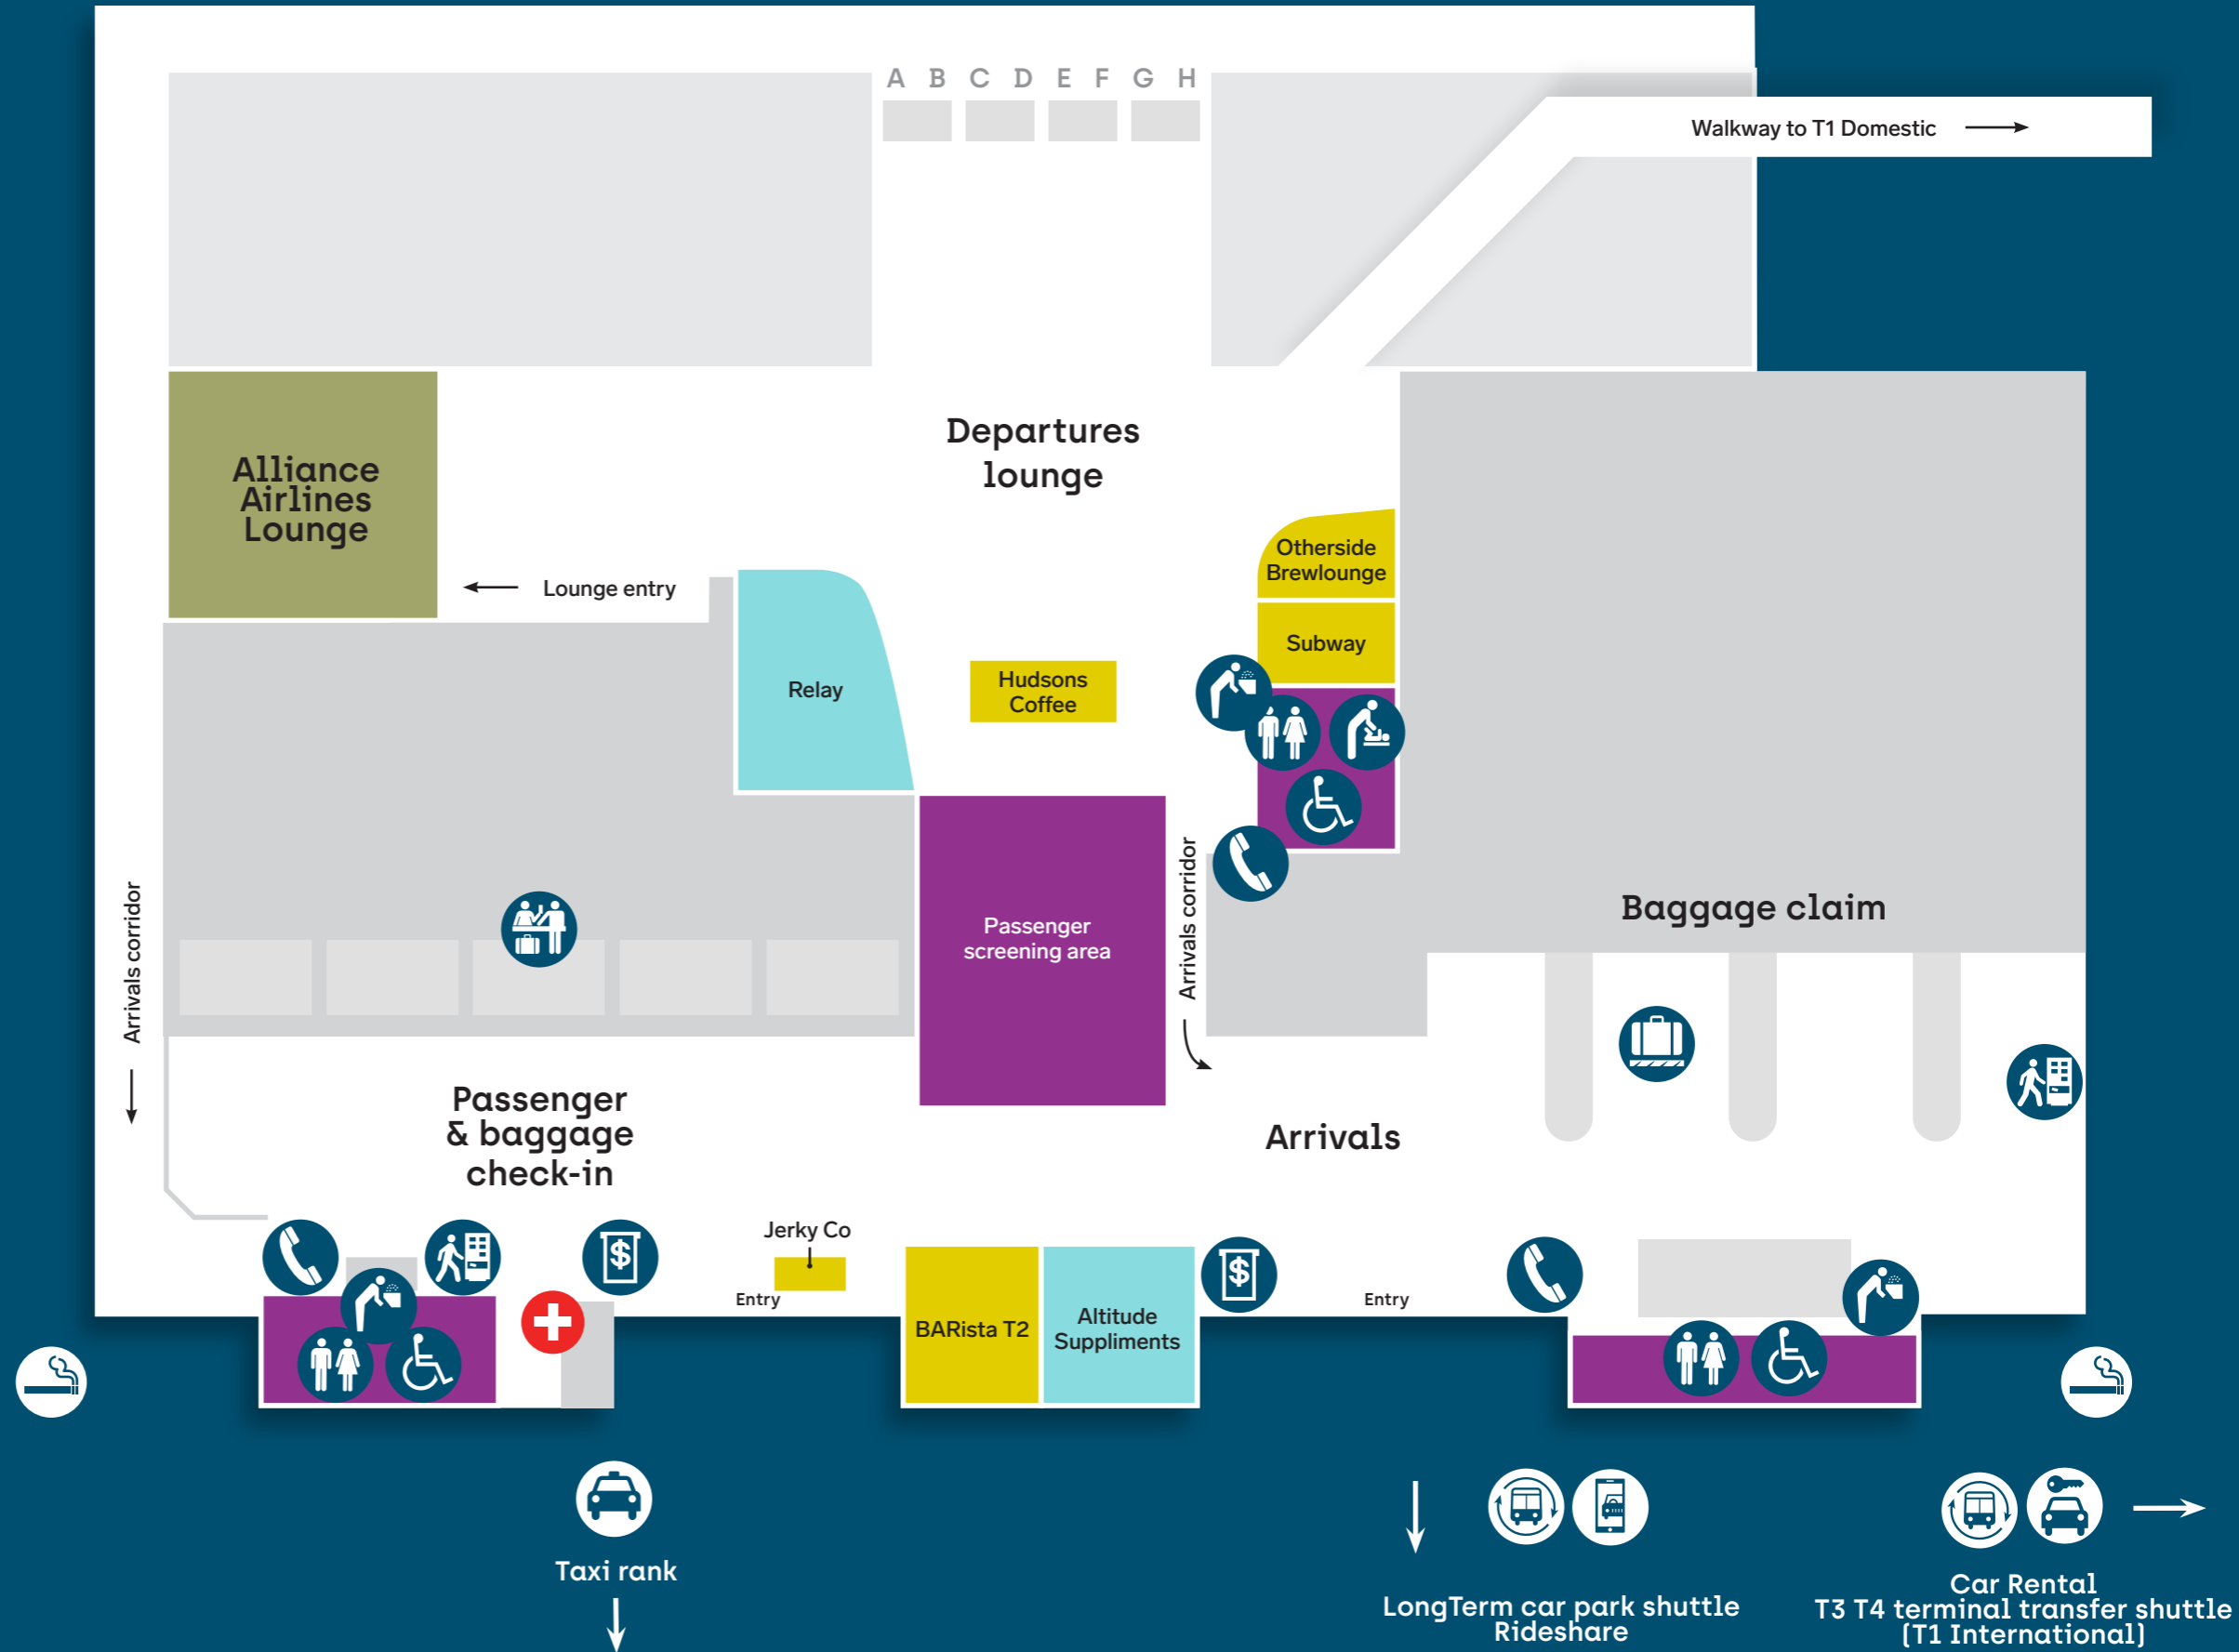 A B C D E F G H
Walkway to T1 Domestic
Departures
lounge
Alliance
Airlines
Lounge
Lounge entry
Otherside
Brewlounge
Subway
Relay
Hudsons
Coffee
Arrivals corridor
Passenger
screening area
Arrivals corridor
Baggage claim
Passenger
& baggage
check-in
Arrivals
Jerky Co
Entry
BARista T2
Altitude
Suppliments
Entry
$
$
Taxi rank
LongTerm car park shuttle
Rideshare
Car Rental
T3 T4 terminal transfer shuttle
(T1 International)